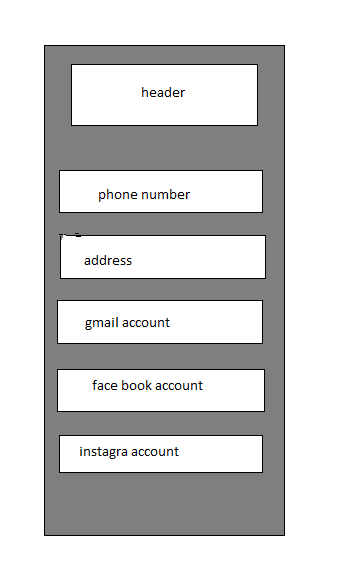 header
phone number
address
gmail account
face book account
instagra account